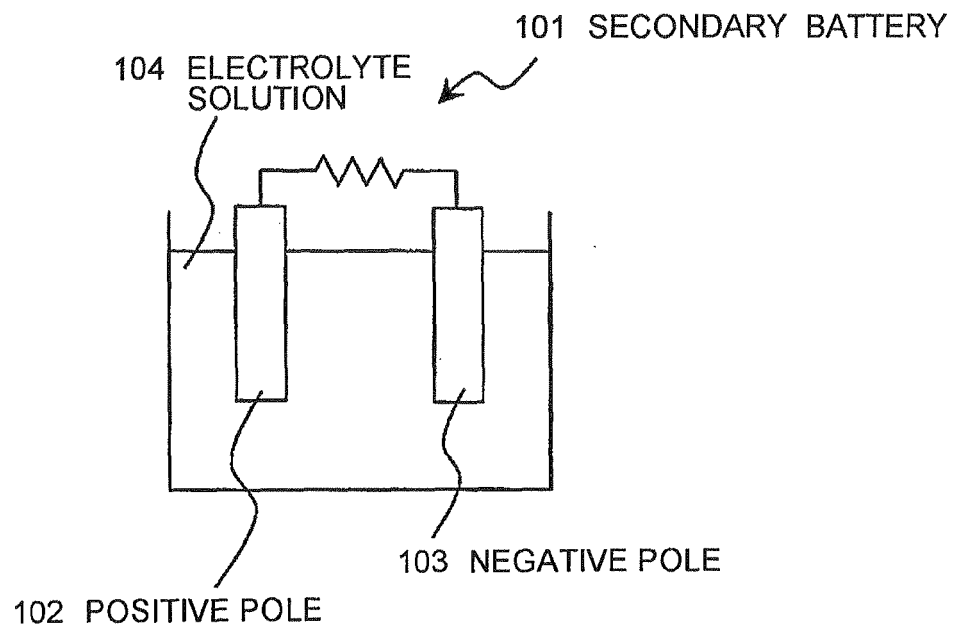 101 SECONDARY BATTERY
104 ELECTROLYTE
SOLUTION
103 NEGATIVE POLE
102 POSITIVE POLE